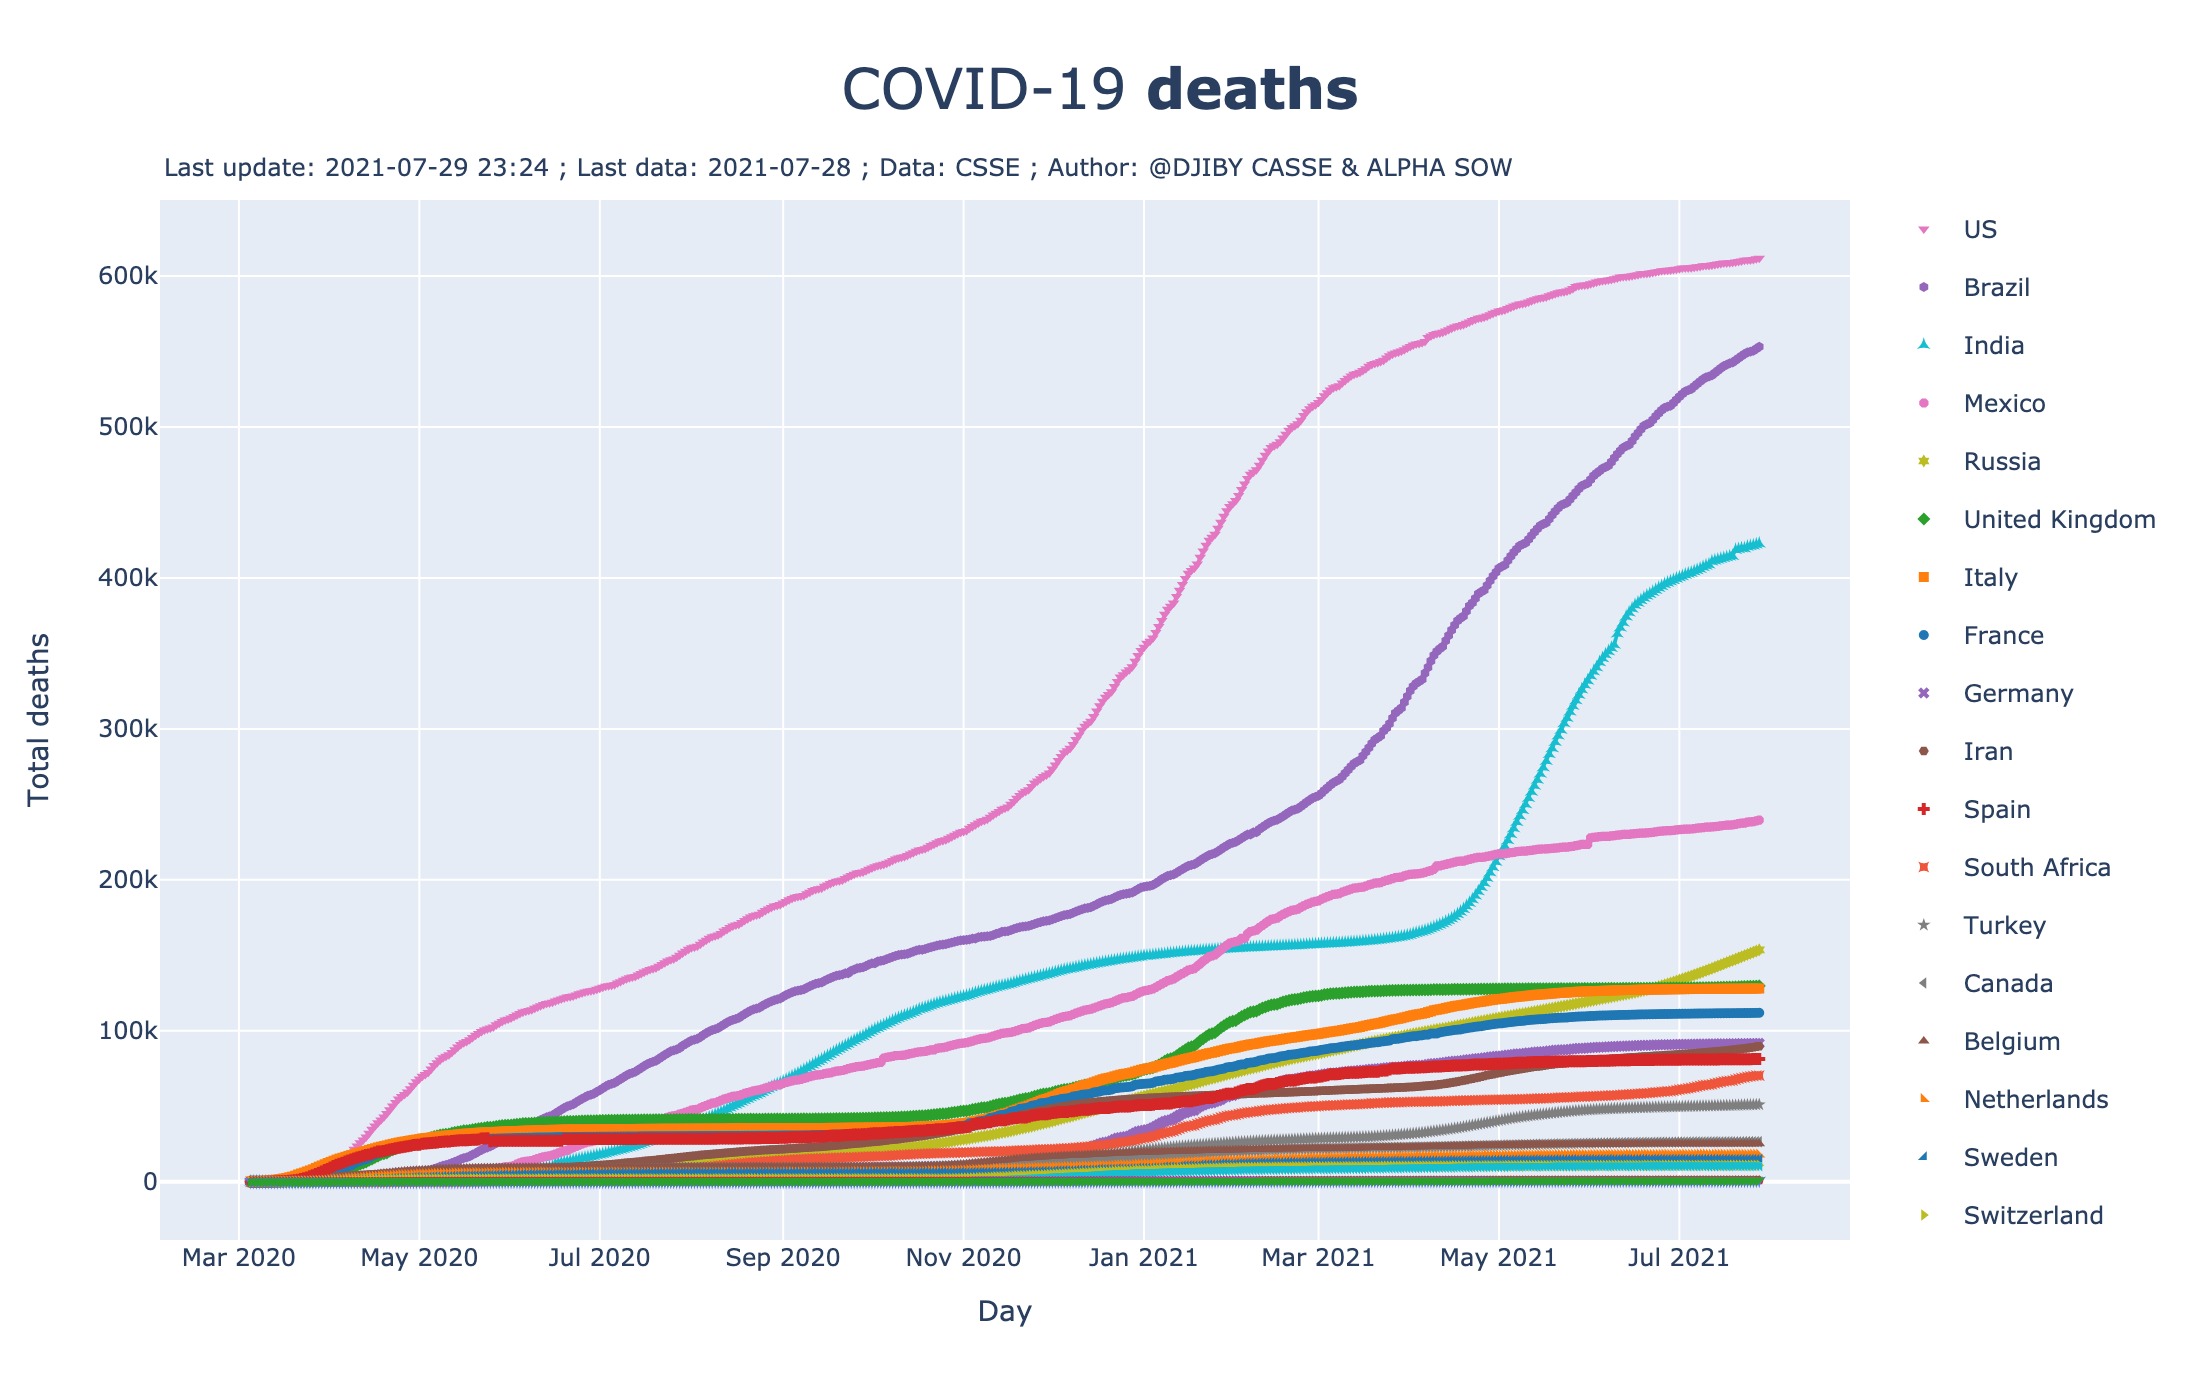 COVID-19 deaths
Last update: 2021-07-29 23:24 ; Last data: 2021-07-28 ; Data: CSSE ; Author: @DJIBY CASSE & ALPHA SOW
US
Brazil
India
Mexico
Russia
United Kingdom
Italy
France
Germany
Iran
Spain
South Africa
Turkey
Canada
Belgium
Netherlands
Sweden
Switzerland
Total deaths
600k
500k
400k
300k
200k
100k
0
Mar 2020 May 2020 Jul 2020 Sep 2020 Nov 2020 Jan 2021 Mar 2021 May 2021 Jul 2021
Day